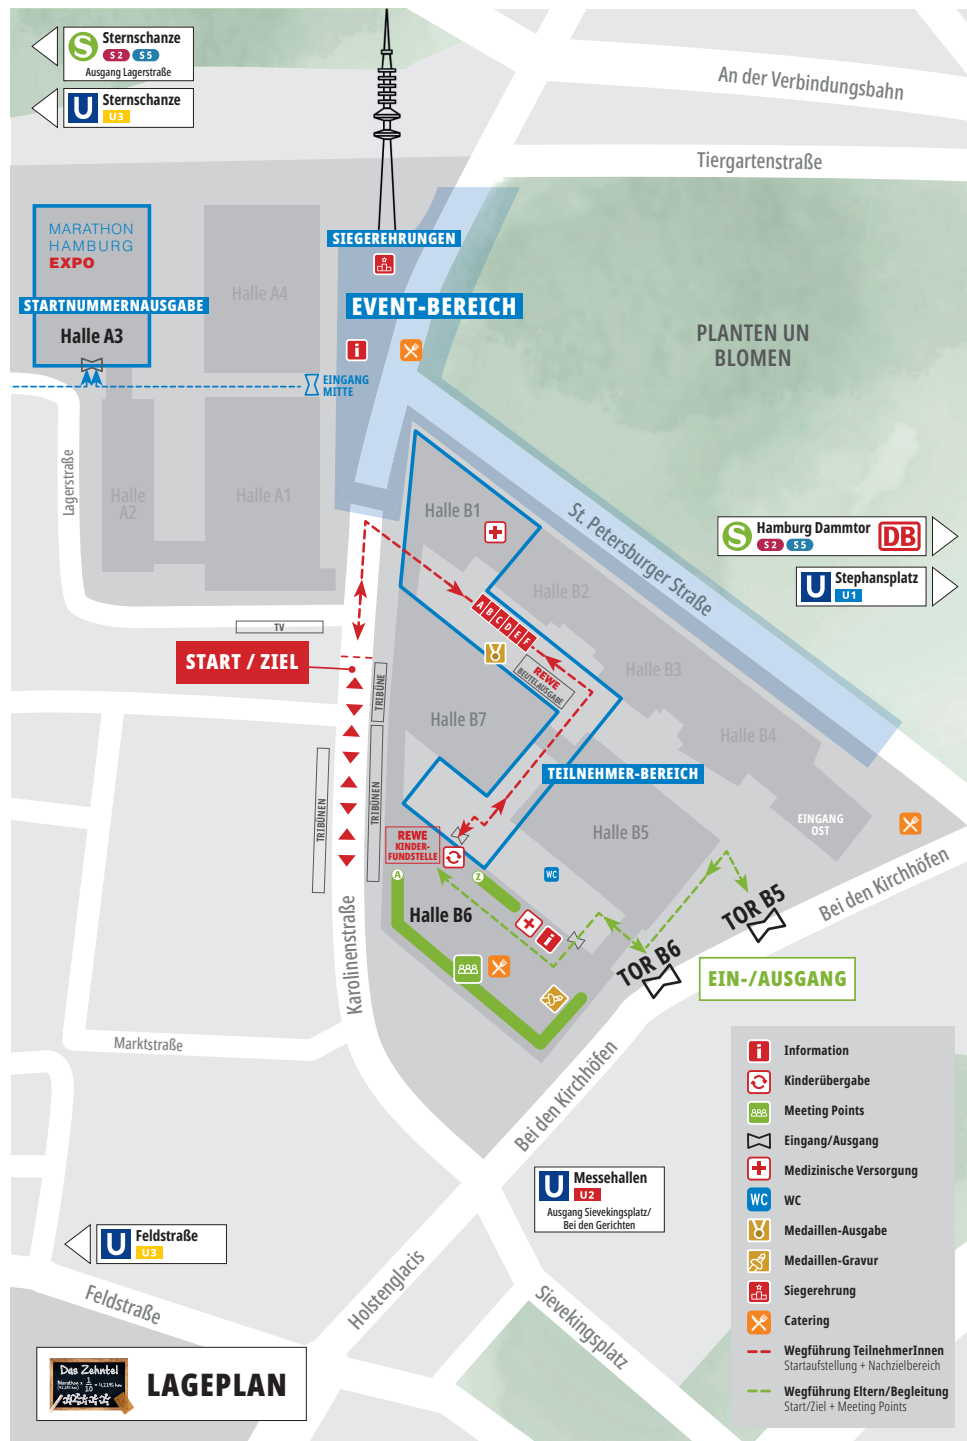 Sternschanze
S 2 S 5
Ausgang Lagerstraße
Sternschanze
U3
An der Verbindungsbahn
Tiergartenstraße
MARATHON
HAMBURG
EXPO
STARTNUMMERNAUSGABE
Halle A3
Halle A4
SIEGEREHRUNGEN
EVENT-BEREICH
PLANTEN UN
BLOMEN
EINGANG
MITTE
Lagerstraße
Halle
A2
Halle A1
Halle B1
St. Petersburger Straße
Hamburg Dammtor
S 2 S 5
DB
Stephansplatz
U1
Halle B2
A B C D E F
TV
START / ZIEL
TRIBÜNE
REWE
BEUTELAUSGABE
Halle B3
Halle B7
Halle B4
TEILNEHMER-BEREICH
TRIBÜNEN
TRIBÜNEN
REWE
KINDER-
FUNDSTELLE
Halle B5
EINGANG
OST
A
Z
WC
Halle B6
TOR B5
TOR B6
Bei den Kirchhöfen
EIN-/AUSGANG
Karolinenstraße
Marktstraße
Bei den Kirchhöfen
Information
Kinderübergabe
Meeting Points
Eingang/Ausgang
Medizinische Versorgung
WC WC
Medaillen-Ausgabe
Medaillen-Gravur
Siegerehrung
Catering
Wegführung TeilnehmerInnen
Startaufstellung + Nachzielbereich
Wegführung Eltern/Begleitung
Start/Ziel + Meeting Points
Messehallen
U2
Ausgang Sievekingsplatz/
Bei den Gerichten
Feldstraße
U3
Feldstraße
Holstenglacis
Sievekingsplatz
Das Zehntel
LAGEPLAN